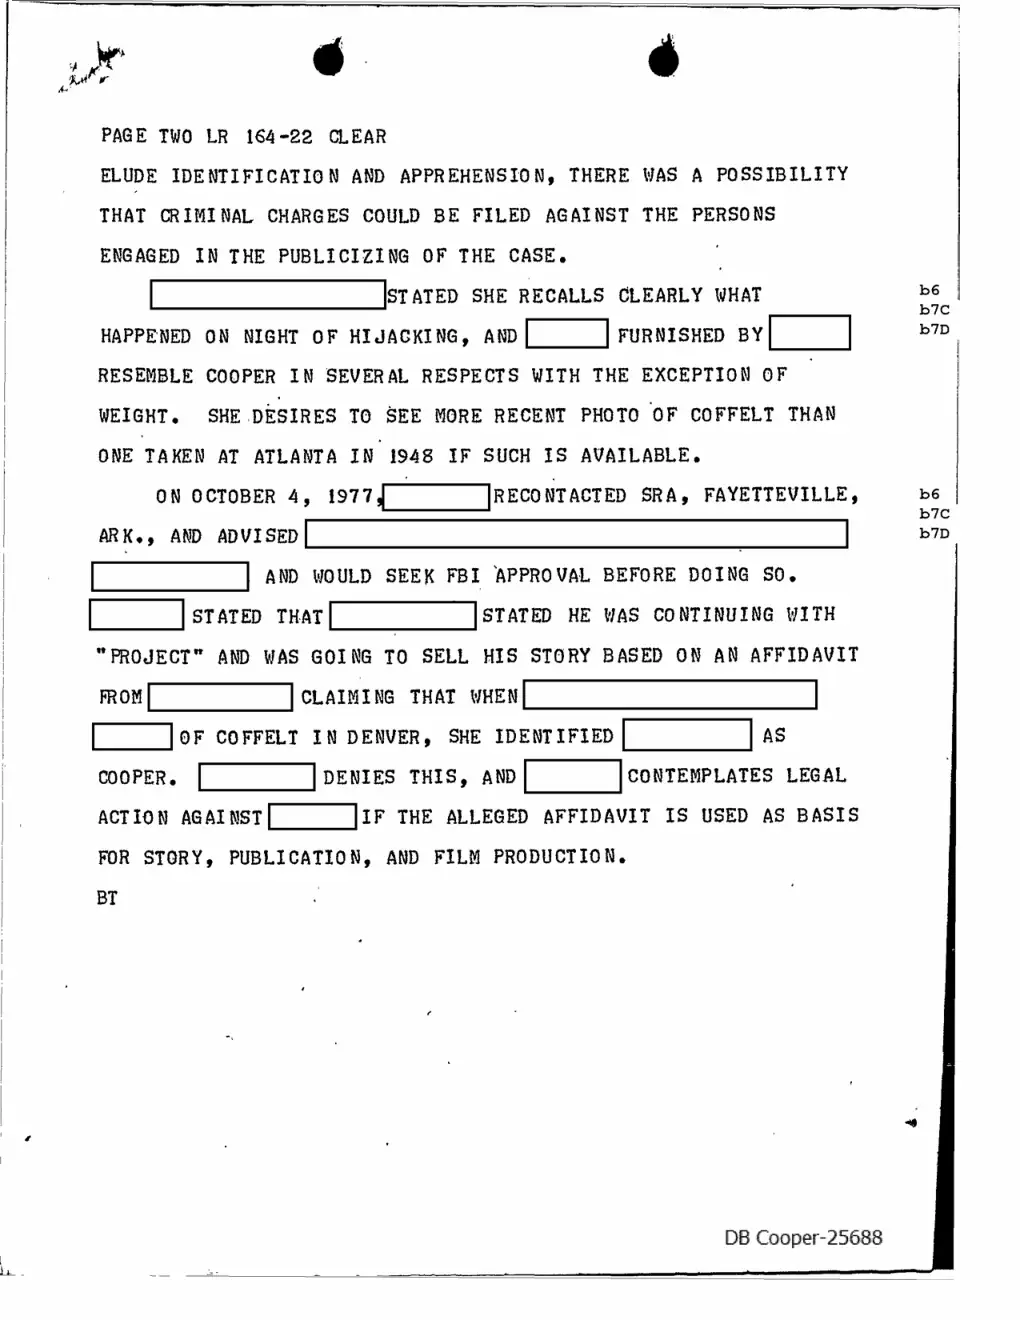 PAGE TWO LR 164-22 CLEAR
ELUDE IDENTIFICATION AND APPREHENSION, THERE WAS A POSSIBILITY
THAT CRIMINAL CHARGES COULD BE FILED AGAINST THE PERSONS
ENGAGED IN THE PUBLICIZING OF THE CASE.
STATED SHE RECALLS CLEARLY WHAT
b6
b7C
b7D
HAPPENED ON NIGHT OF HIJACKING, AND FURNISHED BY
RESEMBLE COOPER IN SEVERAL RESPECTS WITH THE EXCEPTION OF
WEIGHT. SHE DESIRES TO SEE MORE RECENT PHOTO OF COFFELT THAN
ONE TAKEN AT ATLANTA IN 1948 IF SUCH IS AVAILABLE.
ON OCTOBER 4, 1977, RECONTACTED SRA, FAYETTEVILLE,
b6
b7C
b7D
ARK., AND ADVISED
AND WOULD SEEK FBI APPROVAL BEFORE DOING SO.
STATED THAT STATED HE WAS CONTINUING WITH
"PROJECT" AND WAS GOING TO SELL HIS STORY BASED ON AN AFFIDAVIT
FROM CLAIMING THAT WHEN
OF COFFELT IN DENVER, SHE IDENTIFIED AS
COOPER. DENIES THIS, AND CONTEMPLATES LEGAL
ACTION AGAINST IF THE ALLEGED AFFIDAVIT IS USED AS BASIS
FOR STORY, PUBLICATION, AND FILM PRODUCTION.
BT
DB Cooper-25688